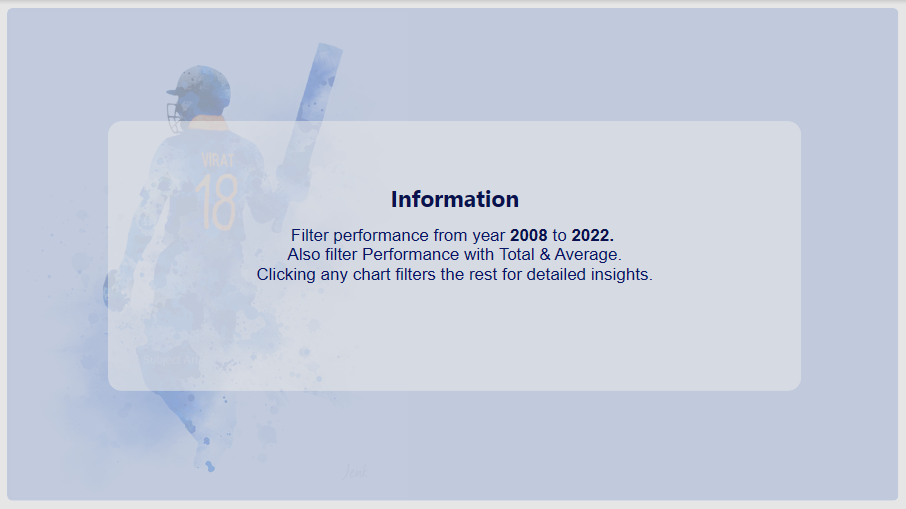 VIRAT
18
Information
Filter performance from year 2008 to 2022.
Also filter Performance with Total & Average.
Clicking any chart filters the rest for detailed insights.